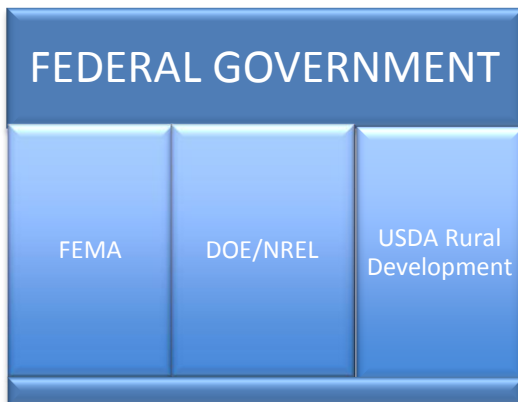 FEDERAL GOVERNMENT
FEMA
DOE/NREL
USDA Rural
Development